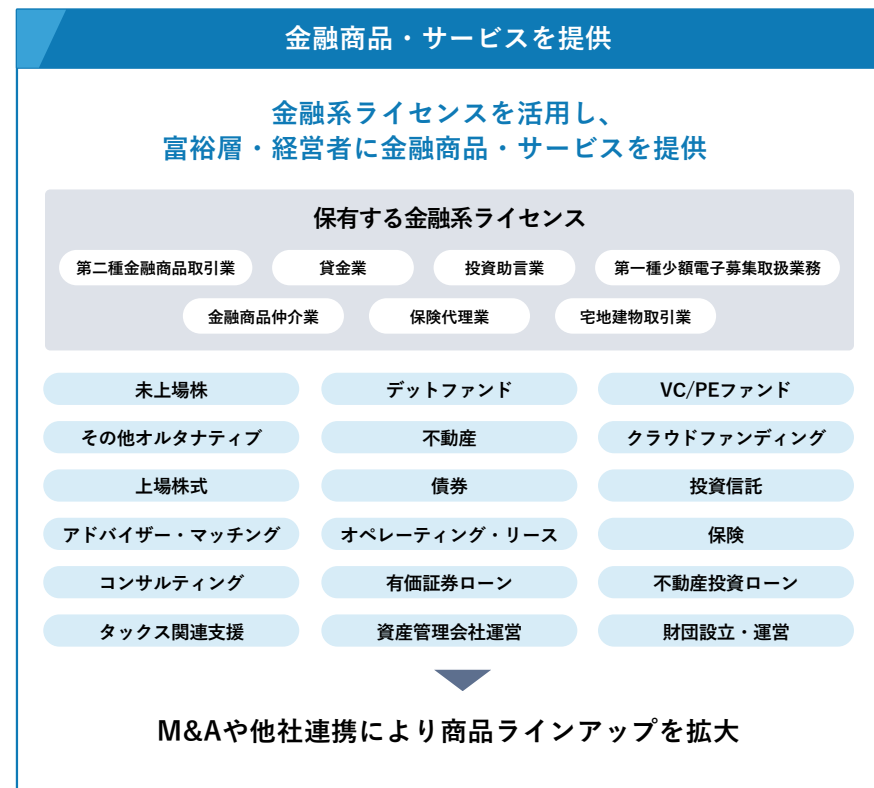 金融商品・サービスを提供
金融系ライセンスを活用し、
富裕層・経営者に金融商品・サービスを提供
保有する金融系ライセンス
第二種金融商品取引業 貸金業 投資助言業 第一種少額電子募集取扱業務
金融商品仲介業 保険代理業 宅地建物取引業
未上場株 デットファンド VC/PEファンド
その他オルタナティブ 不動産 クラウドファンディング
上場株式 債券 投資信託
アドバイザー・マッチング オペレーティング・リース 保険
コンサルティング 有価証券ローン 不動産投資ローン
タックス関連支援 資産管理会社運営 財団設立・運営
M&Aや他社連携により商品ラインアップを拡大